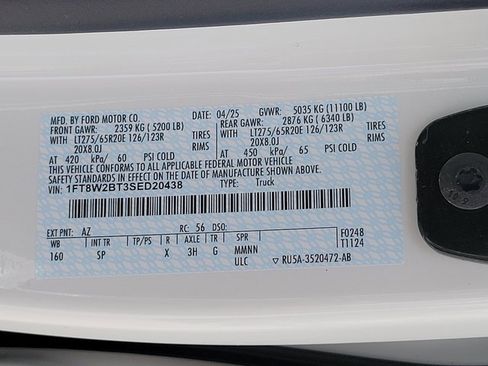 MFD. BY FORD MOTOR CO. 04/25 GVWR: 5035 KG (11100 LB)
FRONT GAWR: 2359 KG (5200 LB) REAR GAWR: 2876 KG (6340 LB)
WITH LT275/65R20E 126/123R TIRES WITH LT275/65R20E 126/123R TIRES
20X8.0J RIMS 20X8.0J RIMS
AT 420 kPa/ 60 PSI COLD AT 450 kPa/ 65 PSI COLD
THIS VEHICLE CONFORMS TO ALL APPLICABLE FEDERAL MOTOR VEHICLE
SAFETY STANDARDS IN EFFECT ON THE DATE OF MANUFACTURE SHOWN ABOVE.
VIN: 1FT8W2BT3SED20438 TYPE: Truck
EXT PNT: AZ RC: 56 DSO: F0248
WB INT TR TP/PS R AXLE TR SPR T1124
160 SP X 3H G MMNN
ULC RU5A-3520472-AB